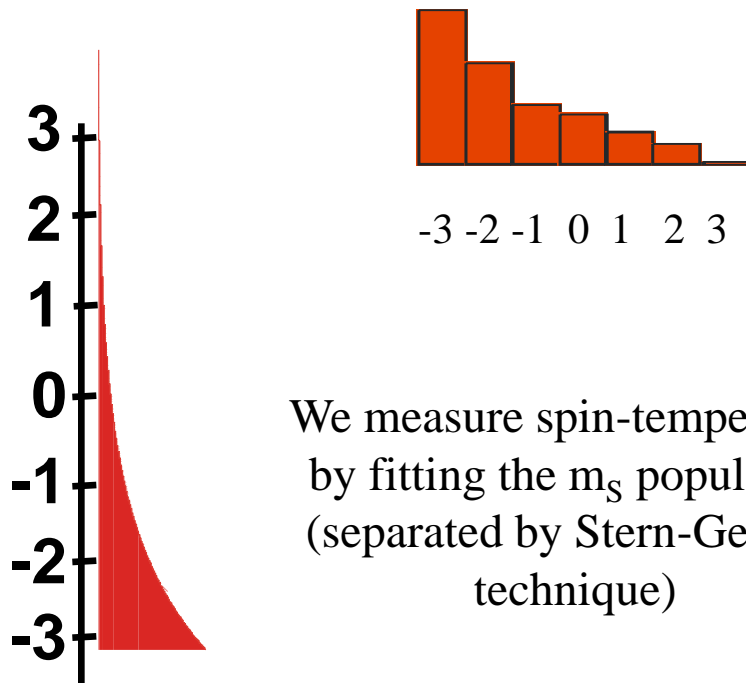 3
2
1
0
-1
-2
-3
-3 -2 -1 0 1 2 3
We measure spin-tempe
by fitting the mS popul
(separated by Stern-Ge
technique)